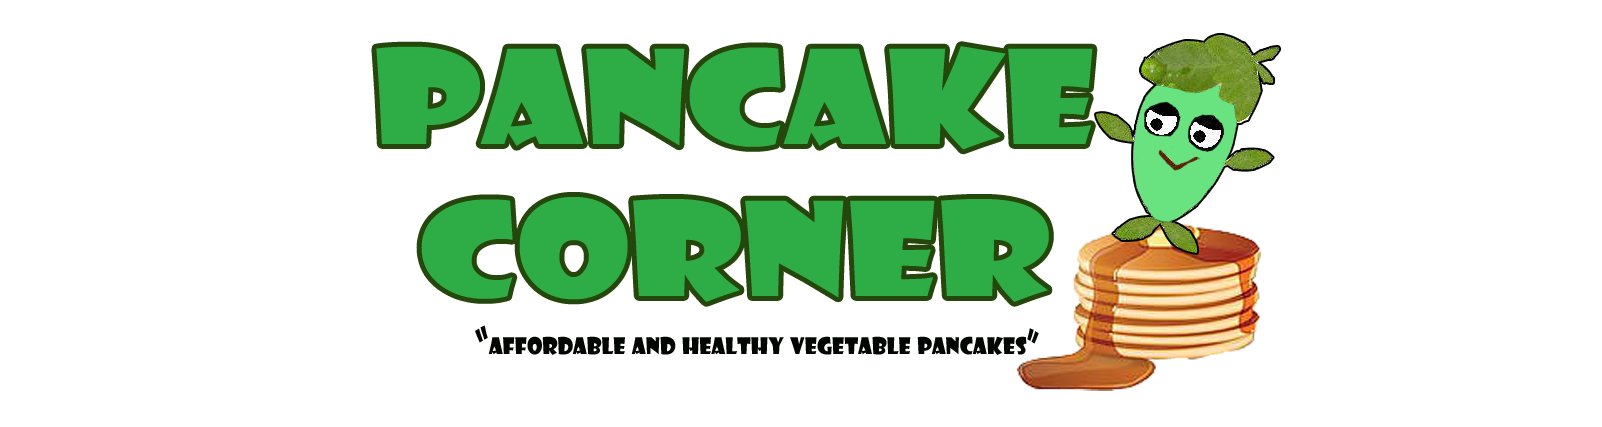 PANCAKE
CORNER
"AFFORDABLE AND HEALTHY VEGETABLE PANCAKES"